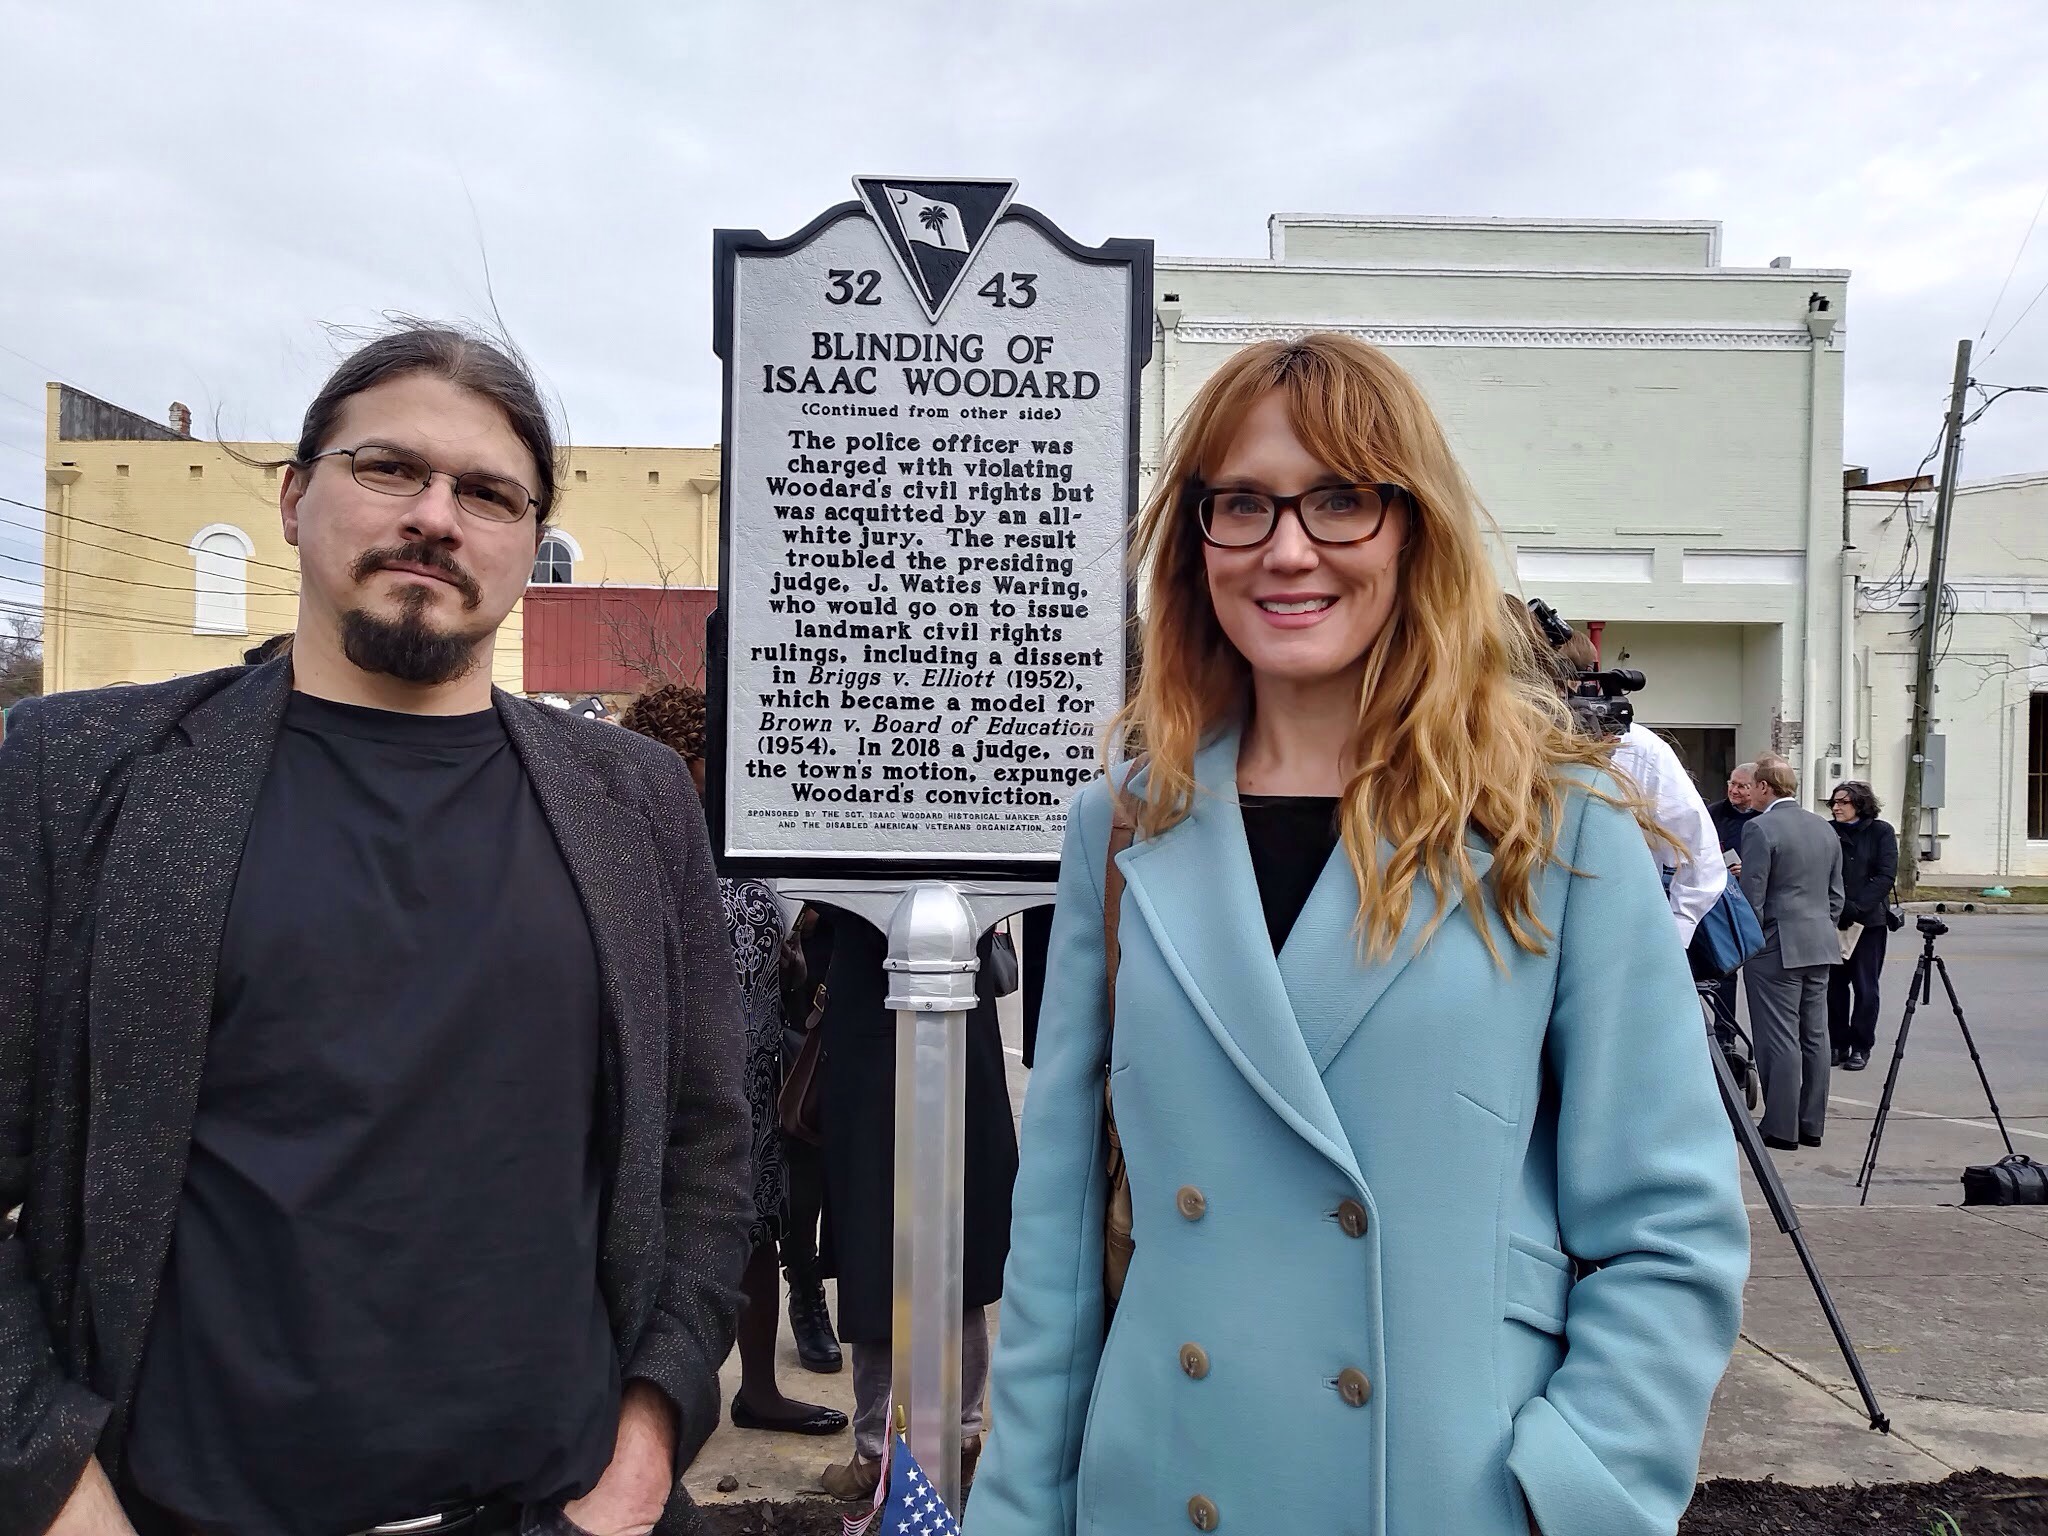 32 43
BLINDING OF
ISAAC WOODARD
(Continued from other side)
The police officer was
charged with violating
Woodard's civil rights but
was acquitted by an all-
white jury. The result
troubled the presiding
judge, J. Waties Waring,
who would go on to issue
landmark civil rights
rulings, including a dissent
in Briggs v. Elliott (1952),
which became a model for
Brown v. Board of Education
(1954). In 2018 a judge, on
the town's motion, expunged
Woodard's conviction.
SPONSORED BY THE SGT. ISAAC WOODARD HISTORICAL MARKER
AND THE DISABLED AMERICAN VETERANS ORGANIZATION,